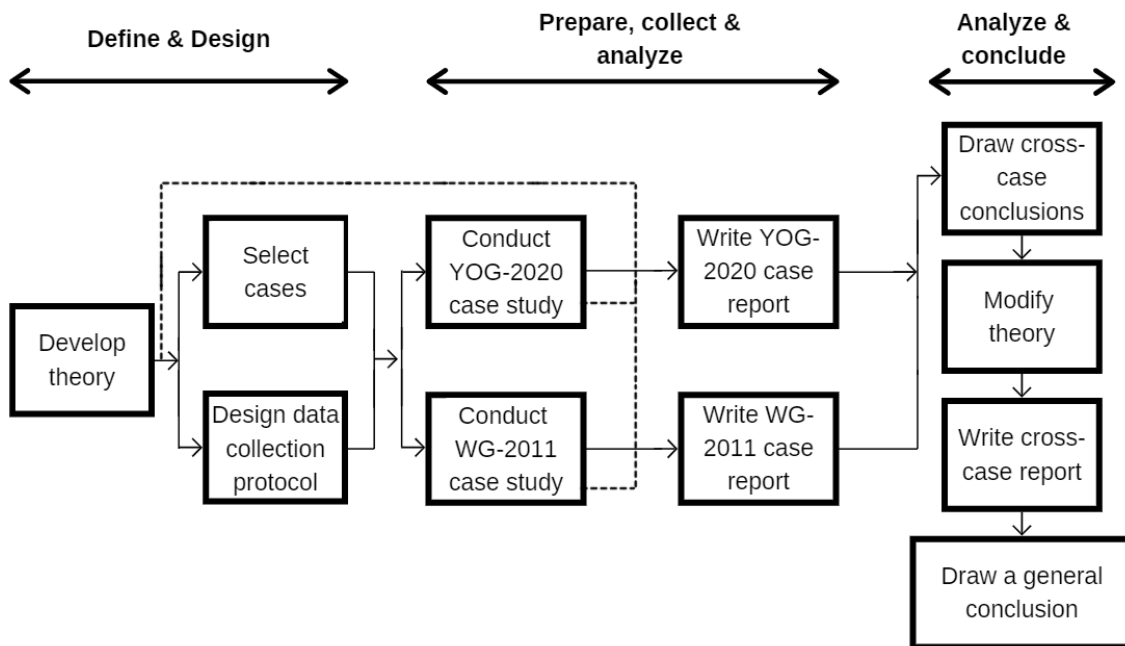 Define & Design
Prepare, collect &
analyze
Analyze &
conclude
Develop
theory
Select
cases
Design data
collection
protocol
Conduct
YOG-2020
case study
Conduct
WG-2011
case study
Write YOG-
2020 case
report
Write WG-
2011 case
report
Draw cross-
case
conclusions
Modify
theory
Write cross-
case report
Draw a general
conclusion